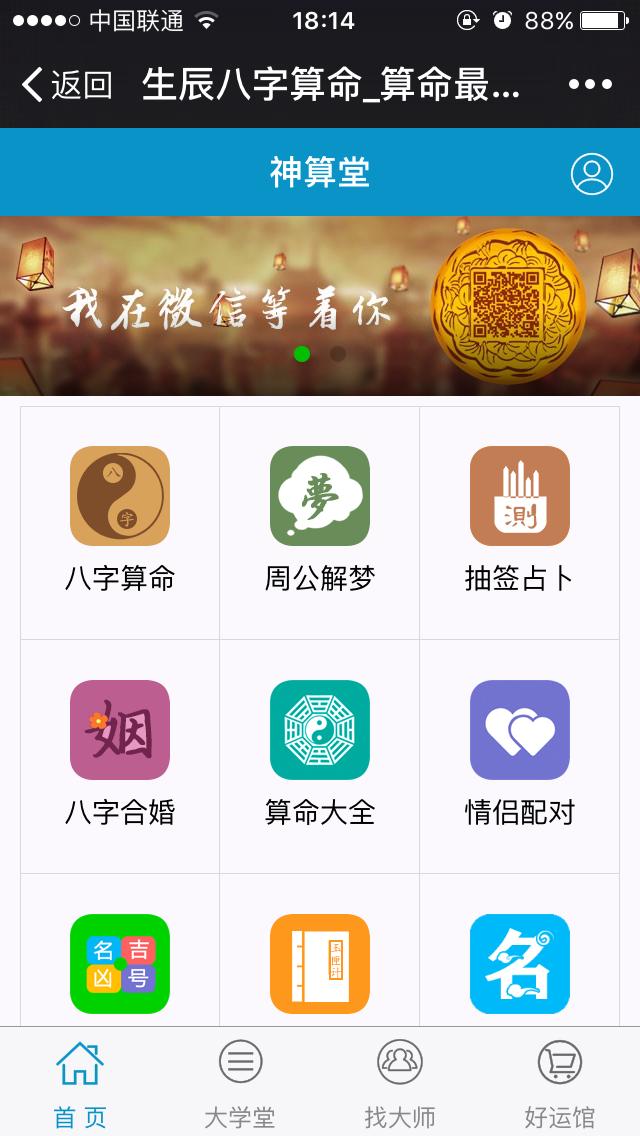 中国联通 18:14 88%
返回 生辰八字算命_算命最...
神算堂
我在微信等着你
八 字
夢
測
八字算命 周公解梦 抽签占卜
姻
八字合婚 算命大全 情侣配对
名 吉
凶 号
玉匣计
名
首 页 大学堂 找大师 好运馆